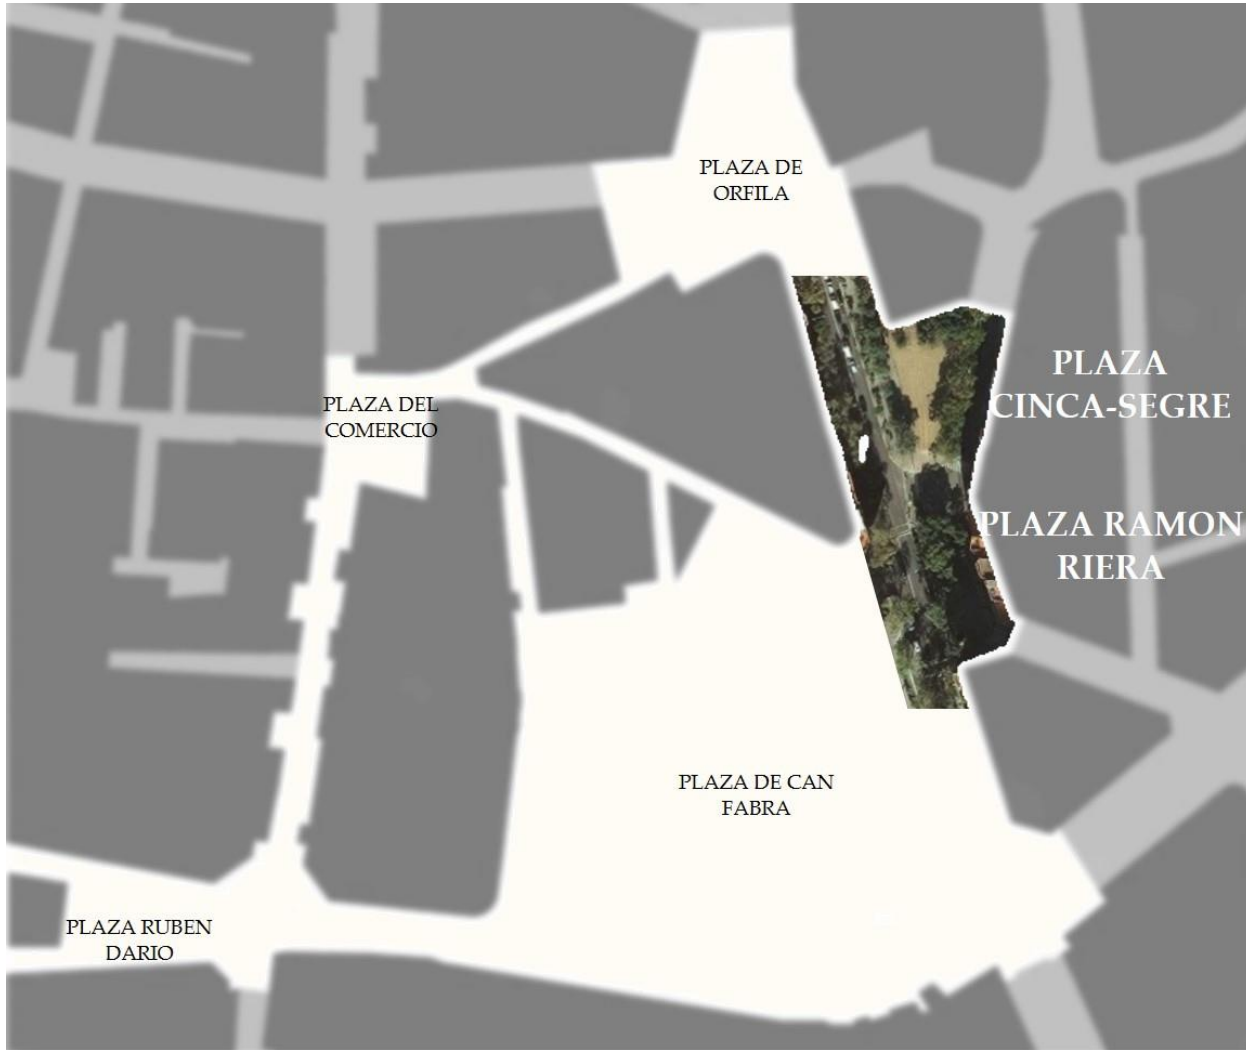 PLAZA DE
ORFILA
PLAZA
CINCA-SEGRE
PLAZA DEL
COMERCIO
PLAZA RAMON
RIERA
PLAZA DE CAN
FABRA
PLAZA RUBEN
DARIO